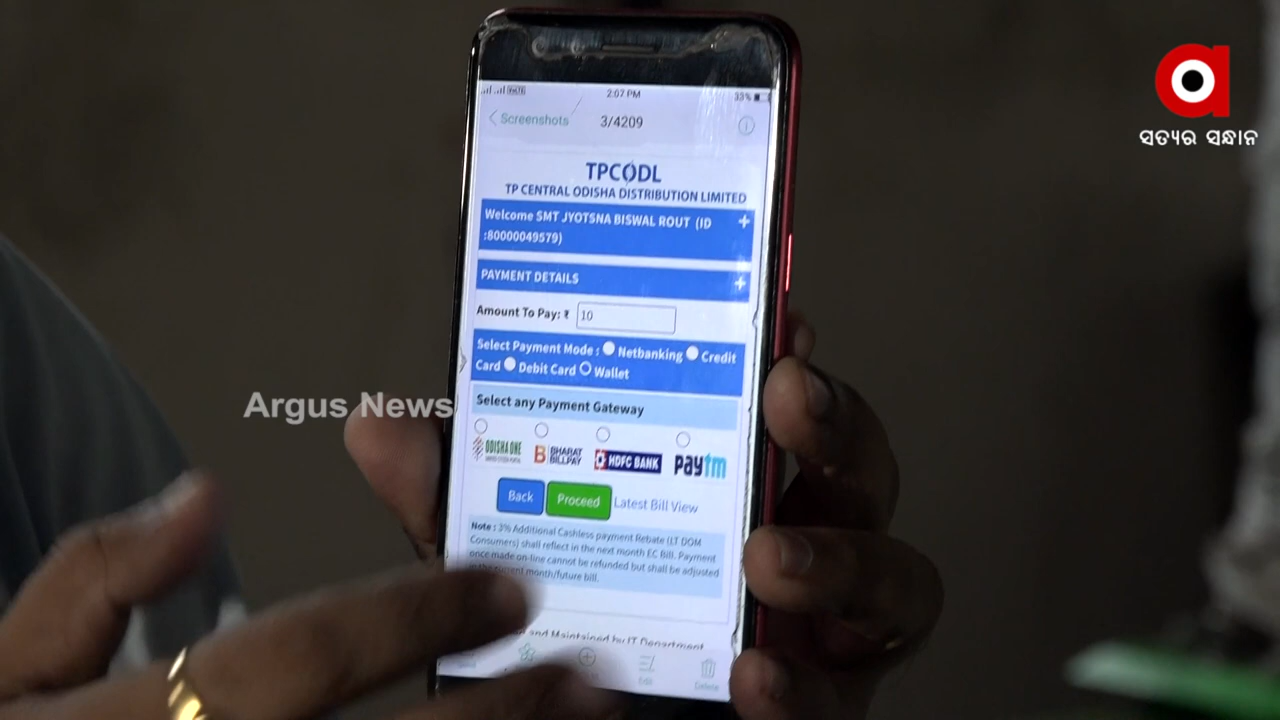 ସତ୍ୟର ସନ୍ଧାନ
2:07 PM
33%
Screenshots
3/4209
TPCODL
TP CENTRAL ODISHA DISTRIBUTION LIMITED
Welcome SMT JYOTSNA BISWAL ROUT (ID
:80000049579)
+
PAYMENT DETAILS
+
Amount To Pay: ₹ 10
Select Payment Mode : Netbanking Credit
Card Debit Card Wallet
Argus News
Select any Payment Gateway
ODISHA ONE
BHARAT BILLPAY
HDFC BANK
paytm
Back
Proceed
Latest Bill View
Note : 3% Additional Cashless payment Rebate (LT DOM
Consumers) shall reflect in the next month EC Bill. Payment
once made on-line cannot be refunded but shall be adjusted
current month/future bill.
and Maintained by IT Department
Edit
Delete